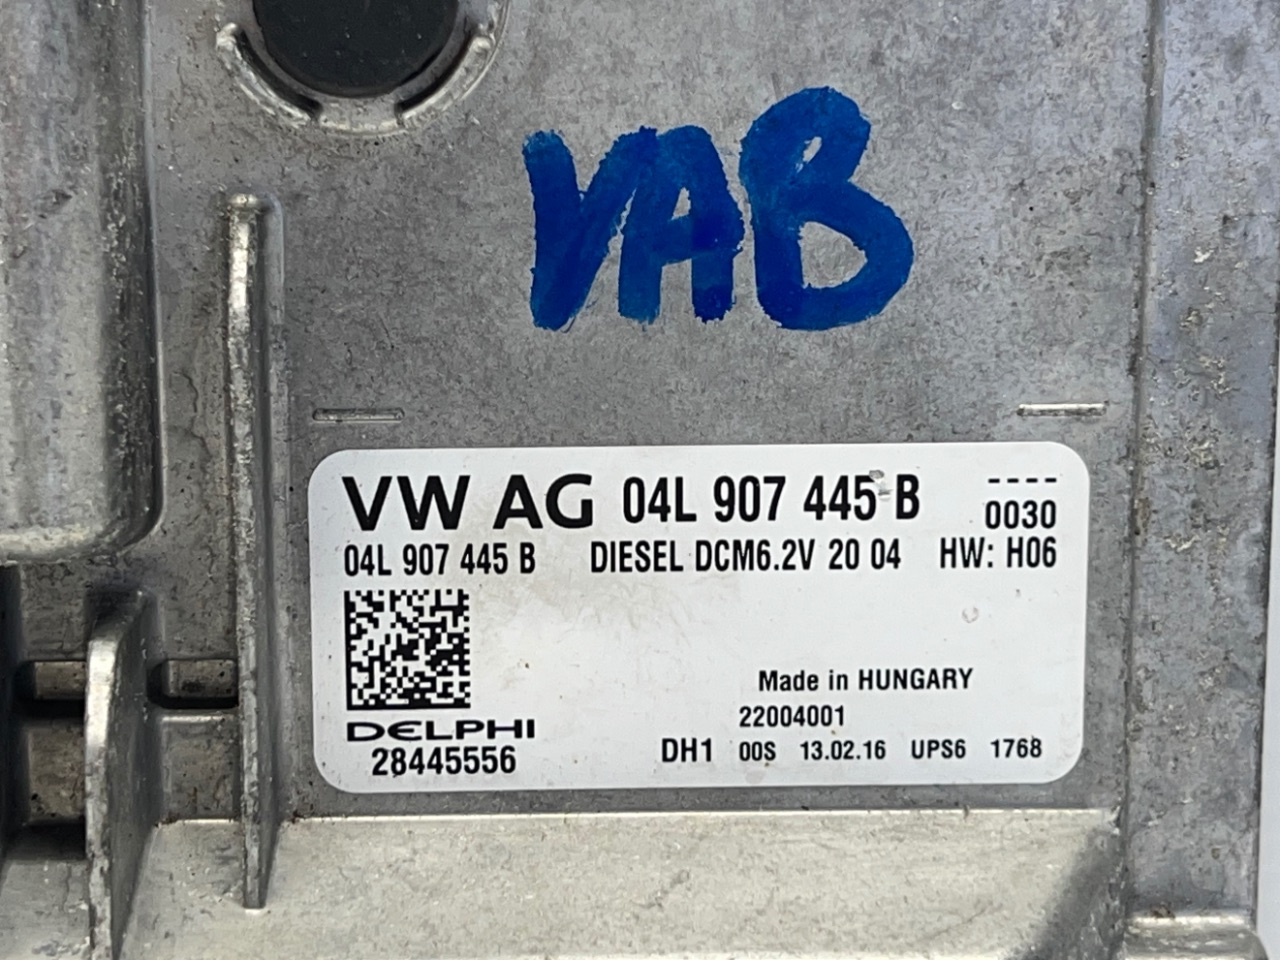 VAB
VW AG 04L 907 445 B ----
0030
04L 907 445 B DIESEL DCM6.2V 20 04 HW: H06
Made in HUNGARY
22004001
DELPHI
28445556 DH1 00S 13.02.16 UPS6 1768